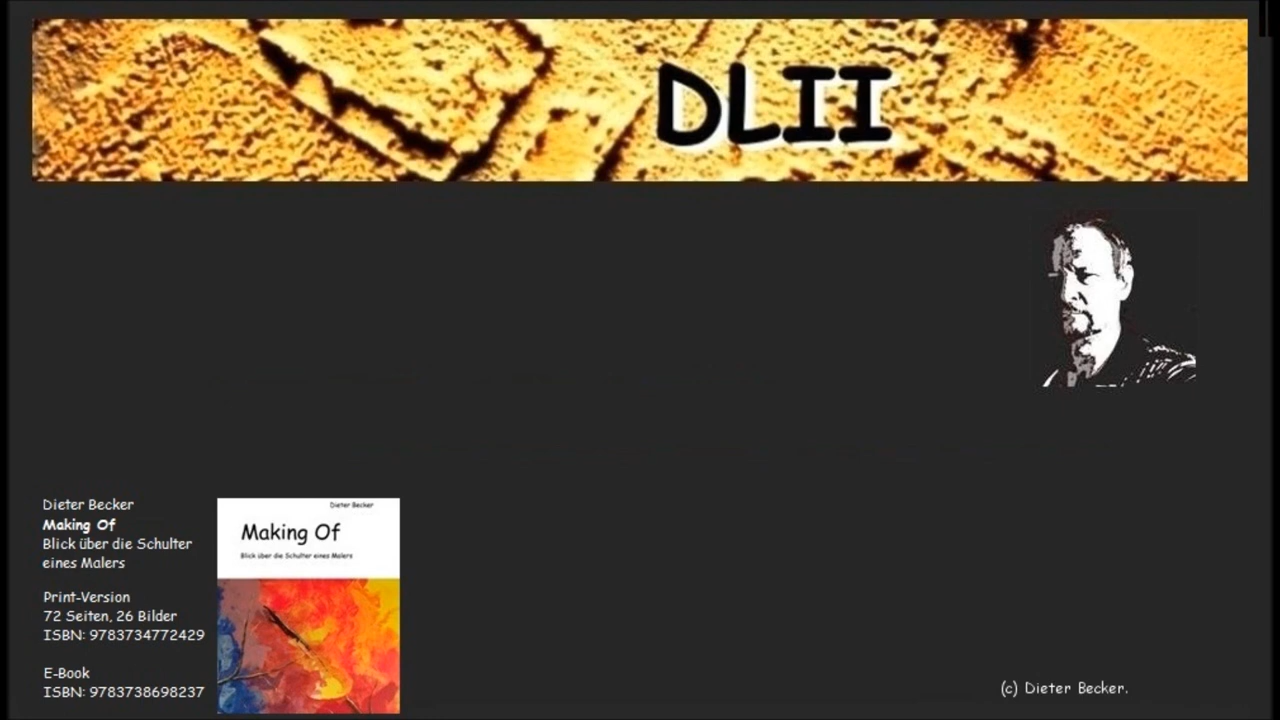 DLII
Dieter Becker
Making Of
Blick über die Schulter
eines Malers
Print-Version
72 Seiten, 26 Bilder
ISBN: 9783734772429
E-Book
ISBN: 9783738698237
Dieter Becker
Making Of
Blick über die Schulter eines Malers
(c) Dieter Becker.